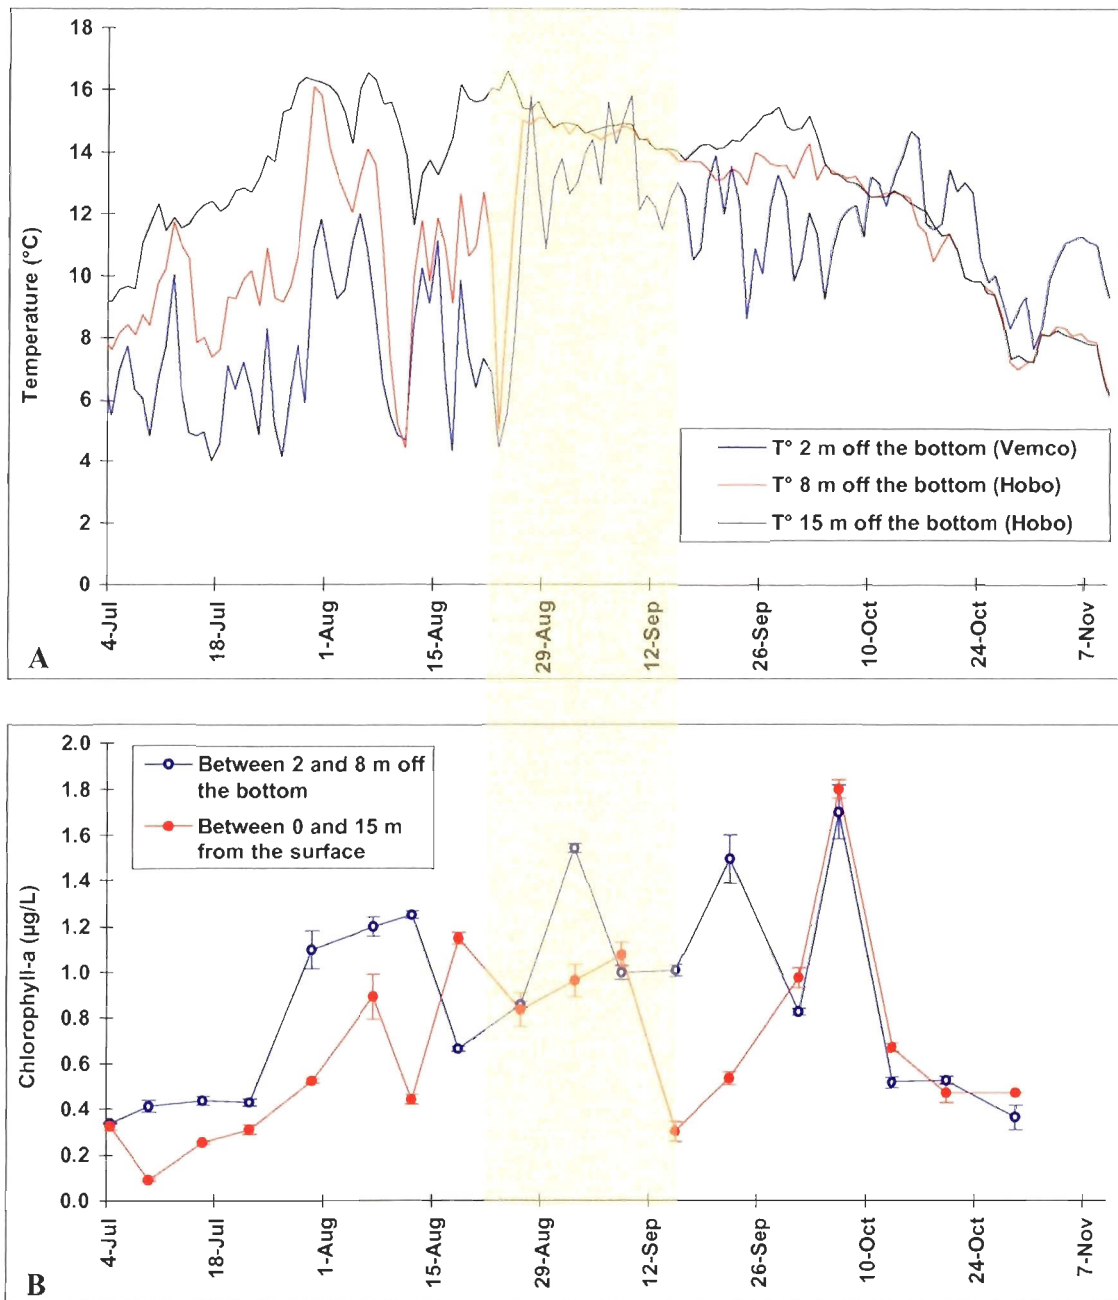 18
16
14
12
10
8
6
4
2
0
Temperature (°C)
T° 2 m off the bottom (Vemco)
T° 8 m off the bottom (Hobo)
T° 15 m off the bottom (Hobo)
4-Jul
18-Jul
1-Aug
15-Aug
29-Aug
12-Sep
26-Sep
10-Oct
24-Oct
7-Nov
A
2.0
1.8
1.6
1.4
1.2
1.0
0.8
0.6
0.4
0.2
0.0
Chlorophyll-a (µg/L)
Between 2 and 8 m off
the bottom
Between 0 and 15 m
from the surface
4-Jul
18-Jul
1-Aug
15-Aug
29-Aug
12-Sep
26-Sep
10-Oct
24-Oct
7-Nov
B